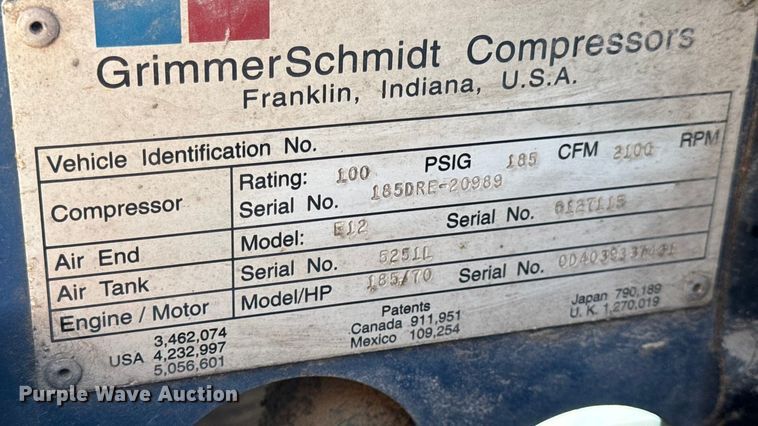 GrimmerSchmidt Compressors
Franklin, Indiana, U.S.A.
Vehicle Identification No.
Compressor Rating: 100 PSIG 185 CFM 2100 RPM
Serial No. 185DRE-20989
Air End Model: E12 Serial No. 6127115
Air Tank Serial No. 5251L
Engine / Motor Model/HP 185/70 Serial No.
Patents
USA 3,462,074
4,232,997
5,056,601
Canada 911,951
Mexico 109,254
Japan 790,189
U. K. 1,270,019
Purple Wave Auction